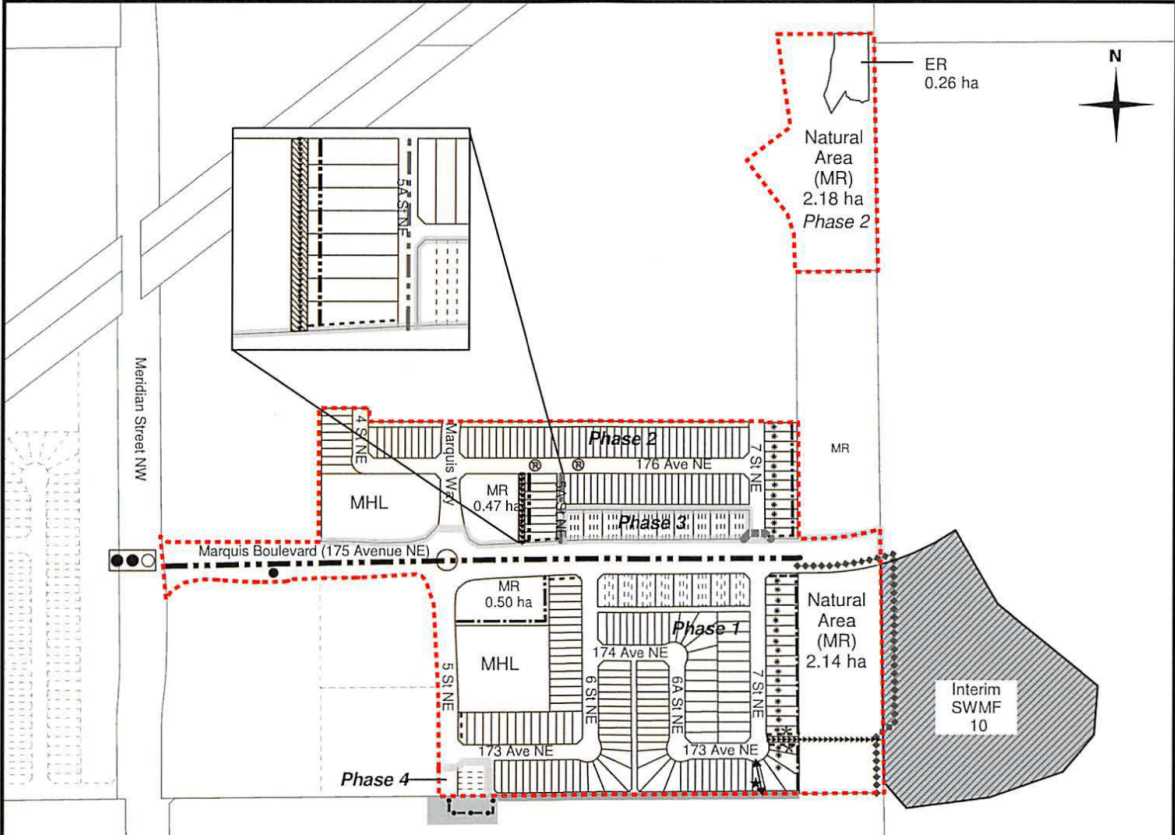 N
ER
0.26 ha
Natural
Area
(MR)
2.18 ha
Phase 2
5A St NE
Meridian Street NW
4 St NE
Marquis Way
Phase 2
7 St NE
176 Ave NE
MR
R
R
MHL
MR
0.47 ha
5A St NE
Phase 3
Marquis Boulevard (175 Avenue NE)
MR
0.50 ha
Natural
Area
(MR)
2.14 ha
Phase 1
174 Ave NE
MHL
5 St NE
6 St NE
6A St NE
7 St NE
Interim
SWMF
10
173 Ave NE
173 Ave NE
Phase 4